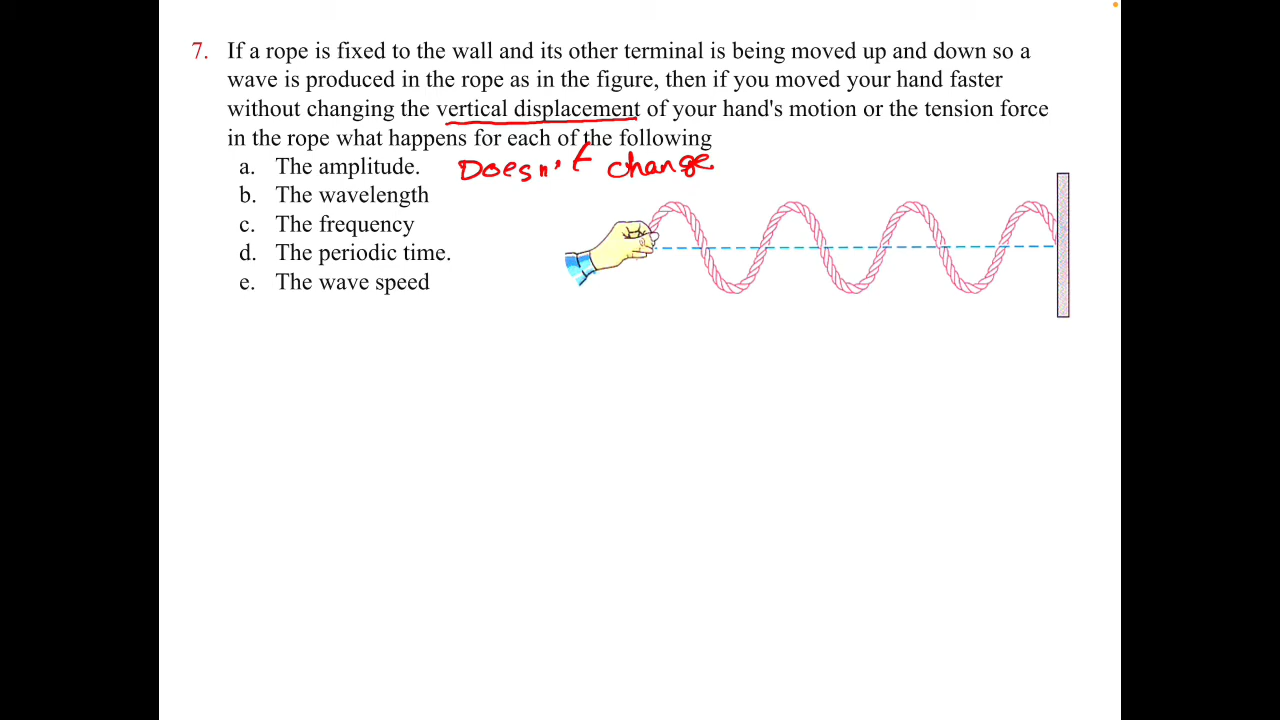 7. If a rope is fixed to the wall and its other terminal is being moved up and down so a
wave is produced in the rope as in the figure, then if you moved your hand faster
without changing the vertical displacement of your hand's motion or the tension force
in the rope what happens for each of the following
a. The amplitude. Doesn't change
b. The wavelength
c. The frequency
d. The periodic time.
e. The wave speed